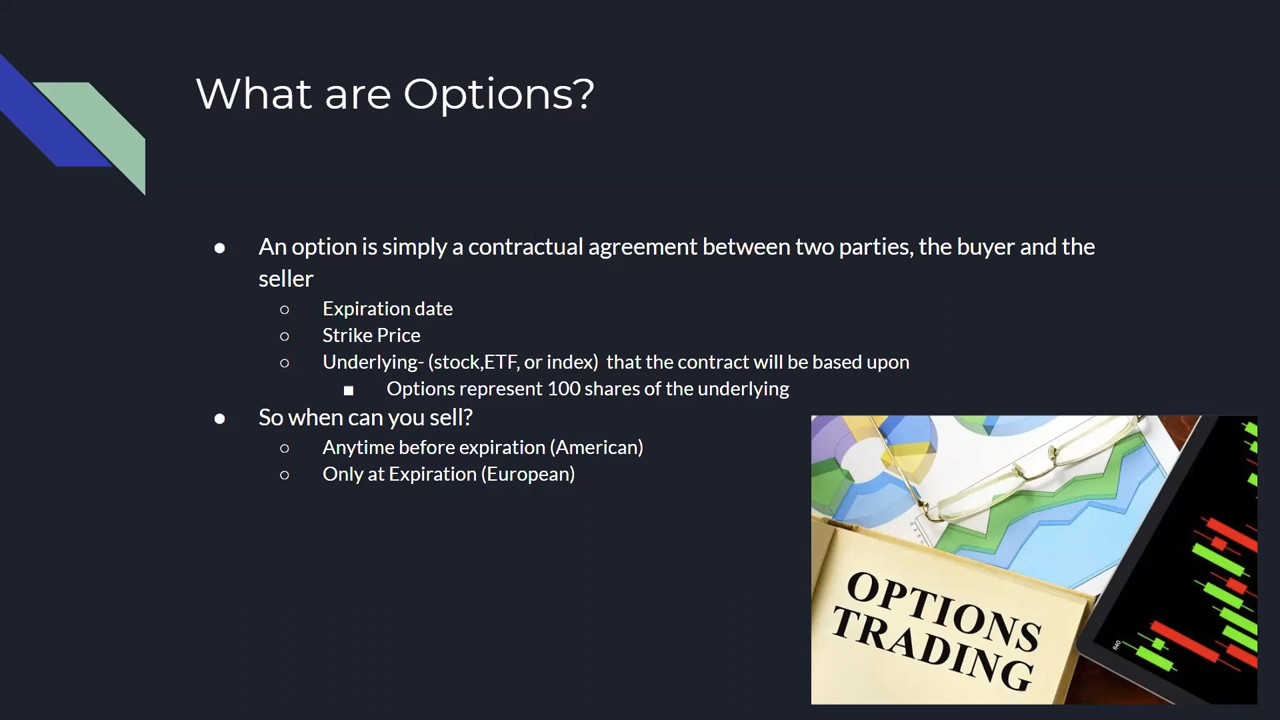 What are Options?
● An option is simply a contractual agreement between two parties, the buyer and the
seller
○ Expiration date
○ Strike Price
○ Underlying- (stock,ETF, or index) that the contract will be based upon
■ Options represent 100 shares of the underlying
● So when can you sell?
○ Anytime before expiration (American)
○ Only at Expiration (European)
OPTIONS
TRADING
640